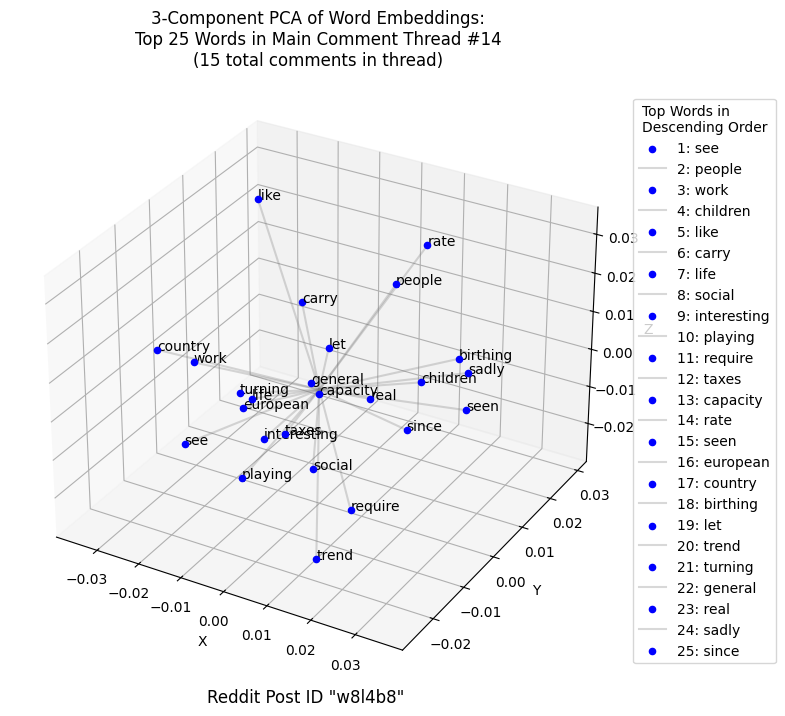 3-Component PCA of Word Embeddings:
Top 25 Words in Main Comment Thread #14
(15 total comments in thread)
Top Words in
Descending Order
1: see
2: people
3: work
4: children
5: like
6: carry
7: life
8: social
9: interesting
10: playing
11: require
12: taxes
13: capacity
14: rate
15: seen
16: european
17: country
18: birthing
19: let
20: trend
21: turning
22: general
23: real
24: sadly
25: since
like
rate
people
carry
let
country
work
birthing
sadly
general
children
capacity
turning
life
real
european
seen
since
taxes
interesting
see
social
playing
require
trend
0.03
0.02
0.01
Z
0.00
−0.01
−0.02
0.03
0.02
0.01
0.00
Y
−0.01
−0.02
−0.03
−0.02
−0.01
0.00
0.01
0.02
0.03
X
Reddit Post ID "w8l4b8"